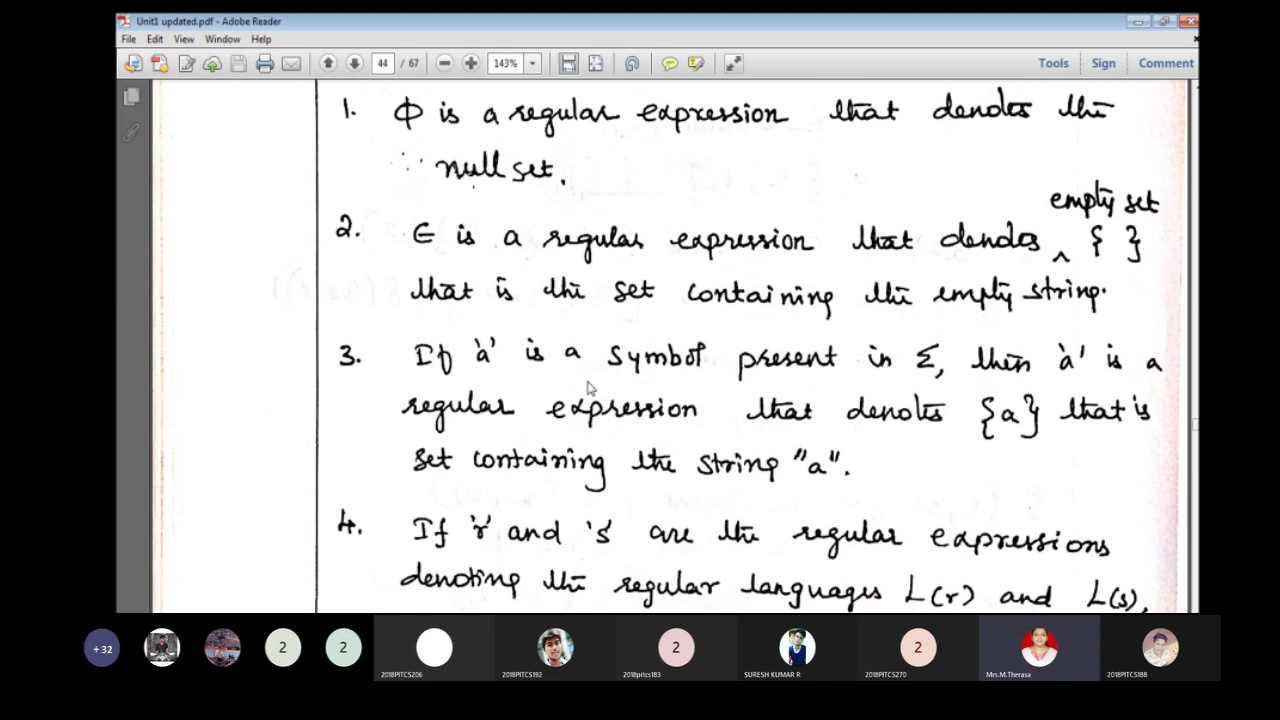 Unit1 updated.pdf - Adobe Reader
File Edit View Window Help
44 / 67 143% Tools Sign Comment
1. Φ is a regular expression that denotes the
null set.
empty set
2. ∈ is a regular expression that denotes ^ { }
that is the set containing the empty string.
3. If 'a' is a symbol present in Σ, then 'a' is a
regular expression that denotes {a} that is
set containing the string "a".
4. If 'r' and 's' are the regular expressions
denoting the regular languages L(r) and L(s),
+32 2 2 2 2
2018PITCS206 2018PITCS192 2018pitcs183 SURESH KUMAR R 2018PITCS270 Mrs.M.Therasa 2018PITCS188